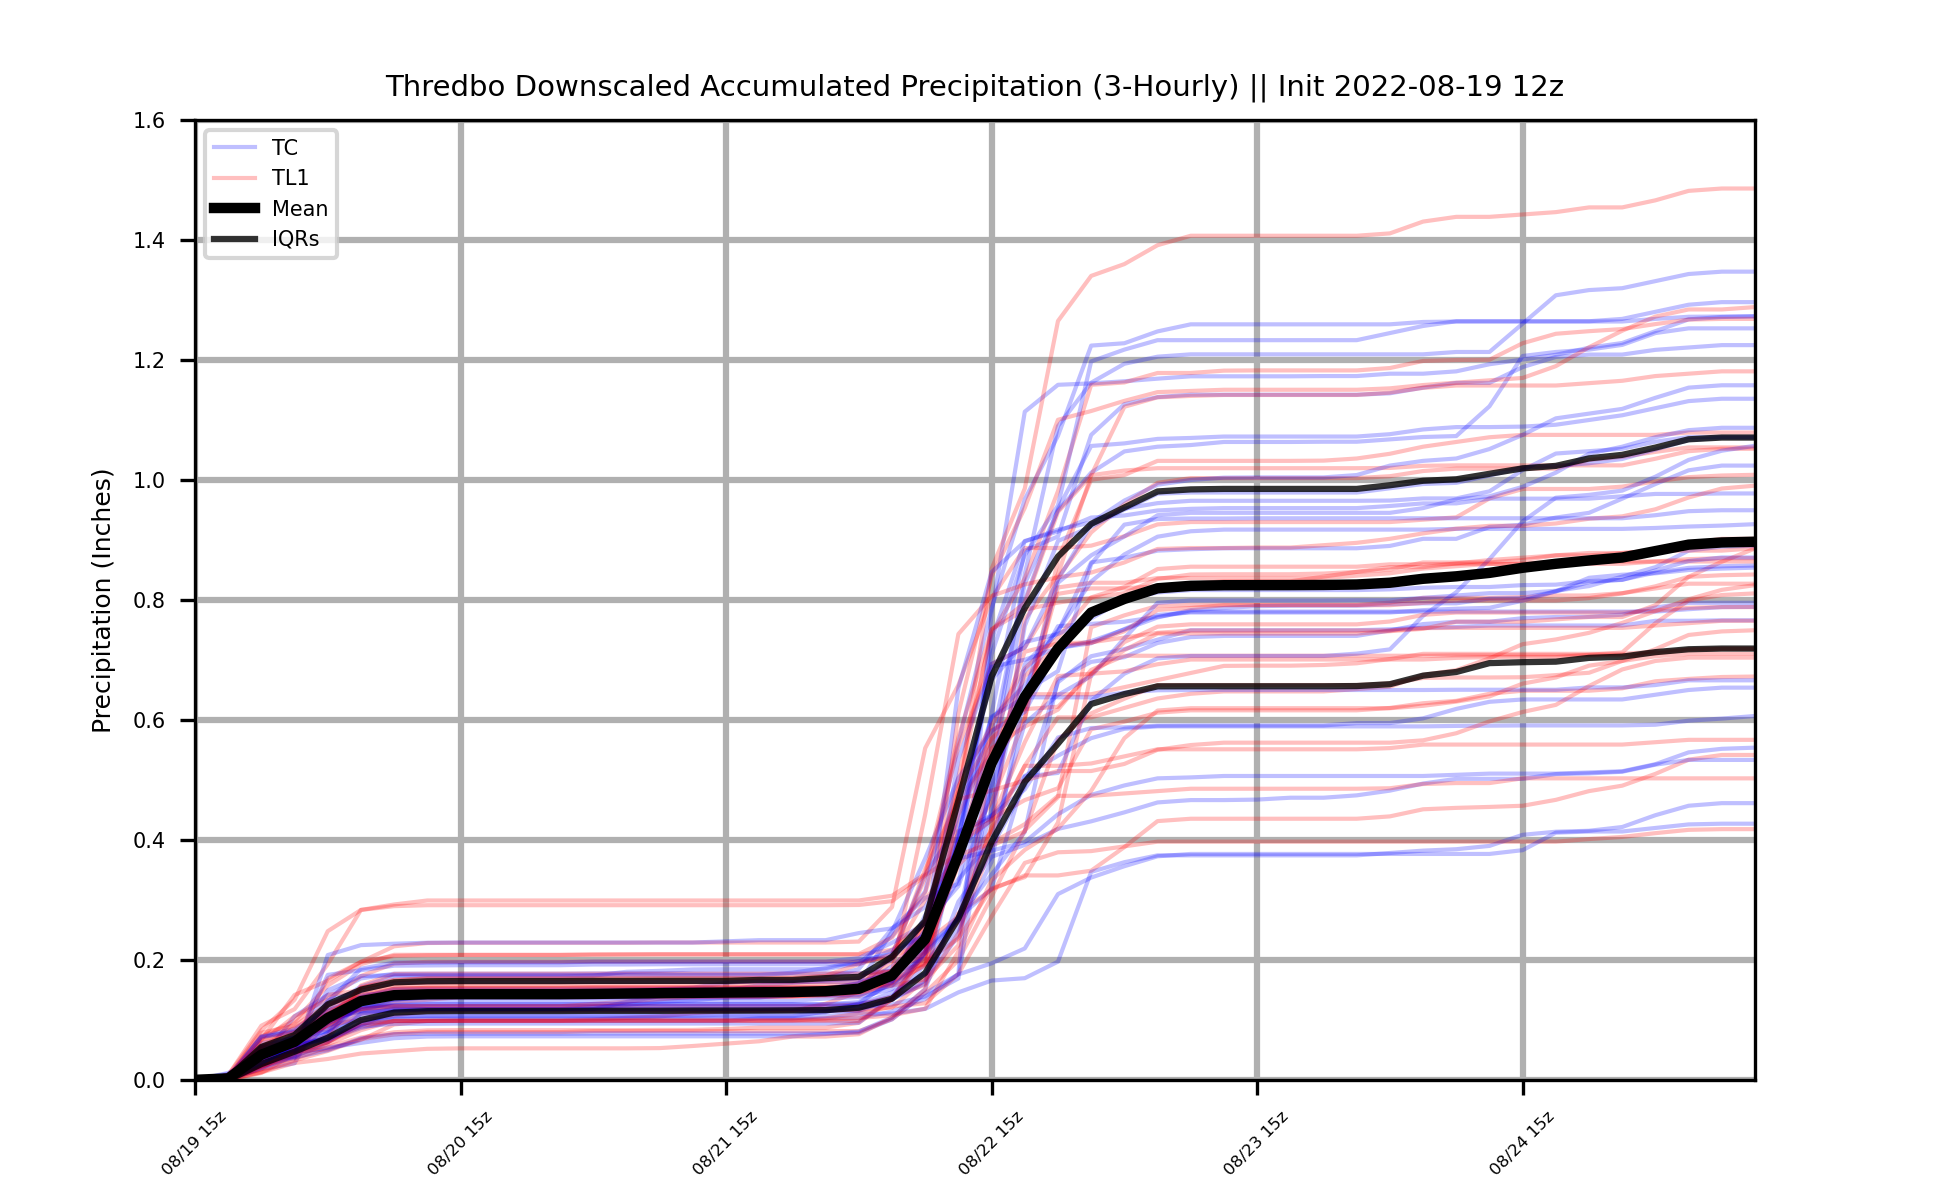 Thredbo Downscaled Accumulated Precipitation (3-Hourly) || Init 2022-08-19 12z
TC
TL1
Mean
IQRs
Precipitation (Inches)
1.6
1.4
1.2
1.0
0.8
0.6
0.4
0.2
0.0
08/19 15z
08/20 15z
08/21 15z
08/22 15z
08/23 15z
08/24 15z